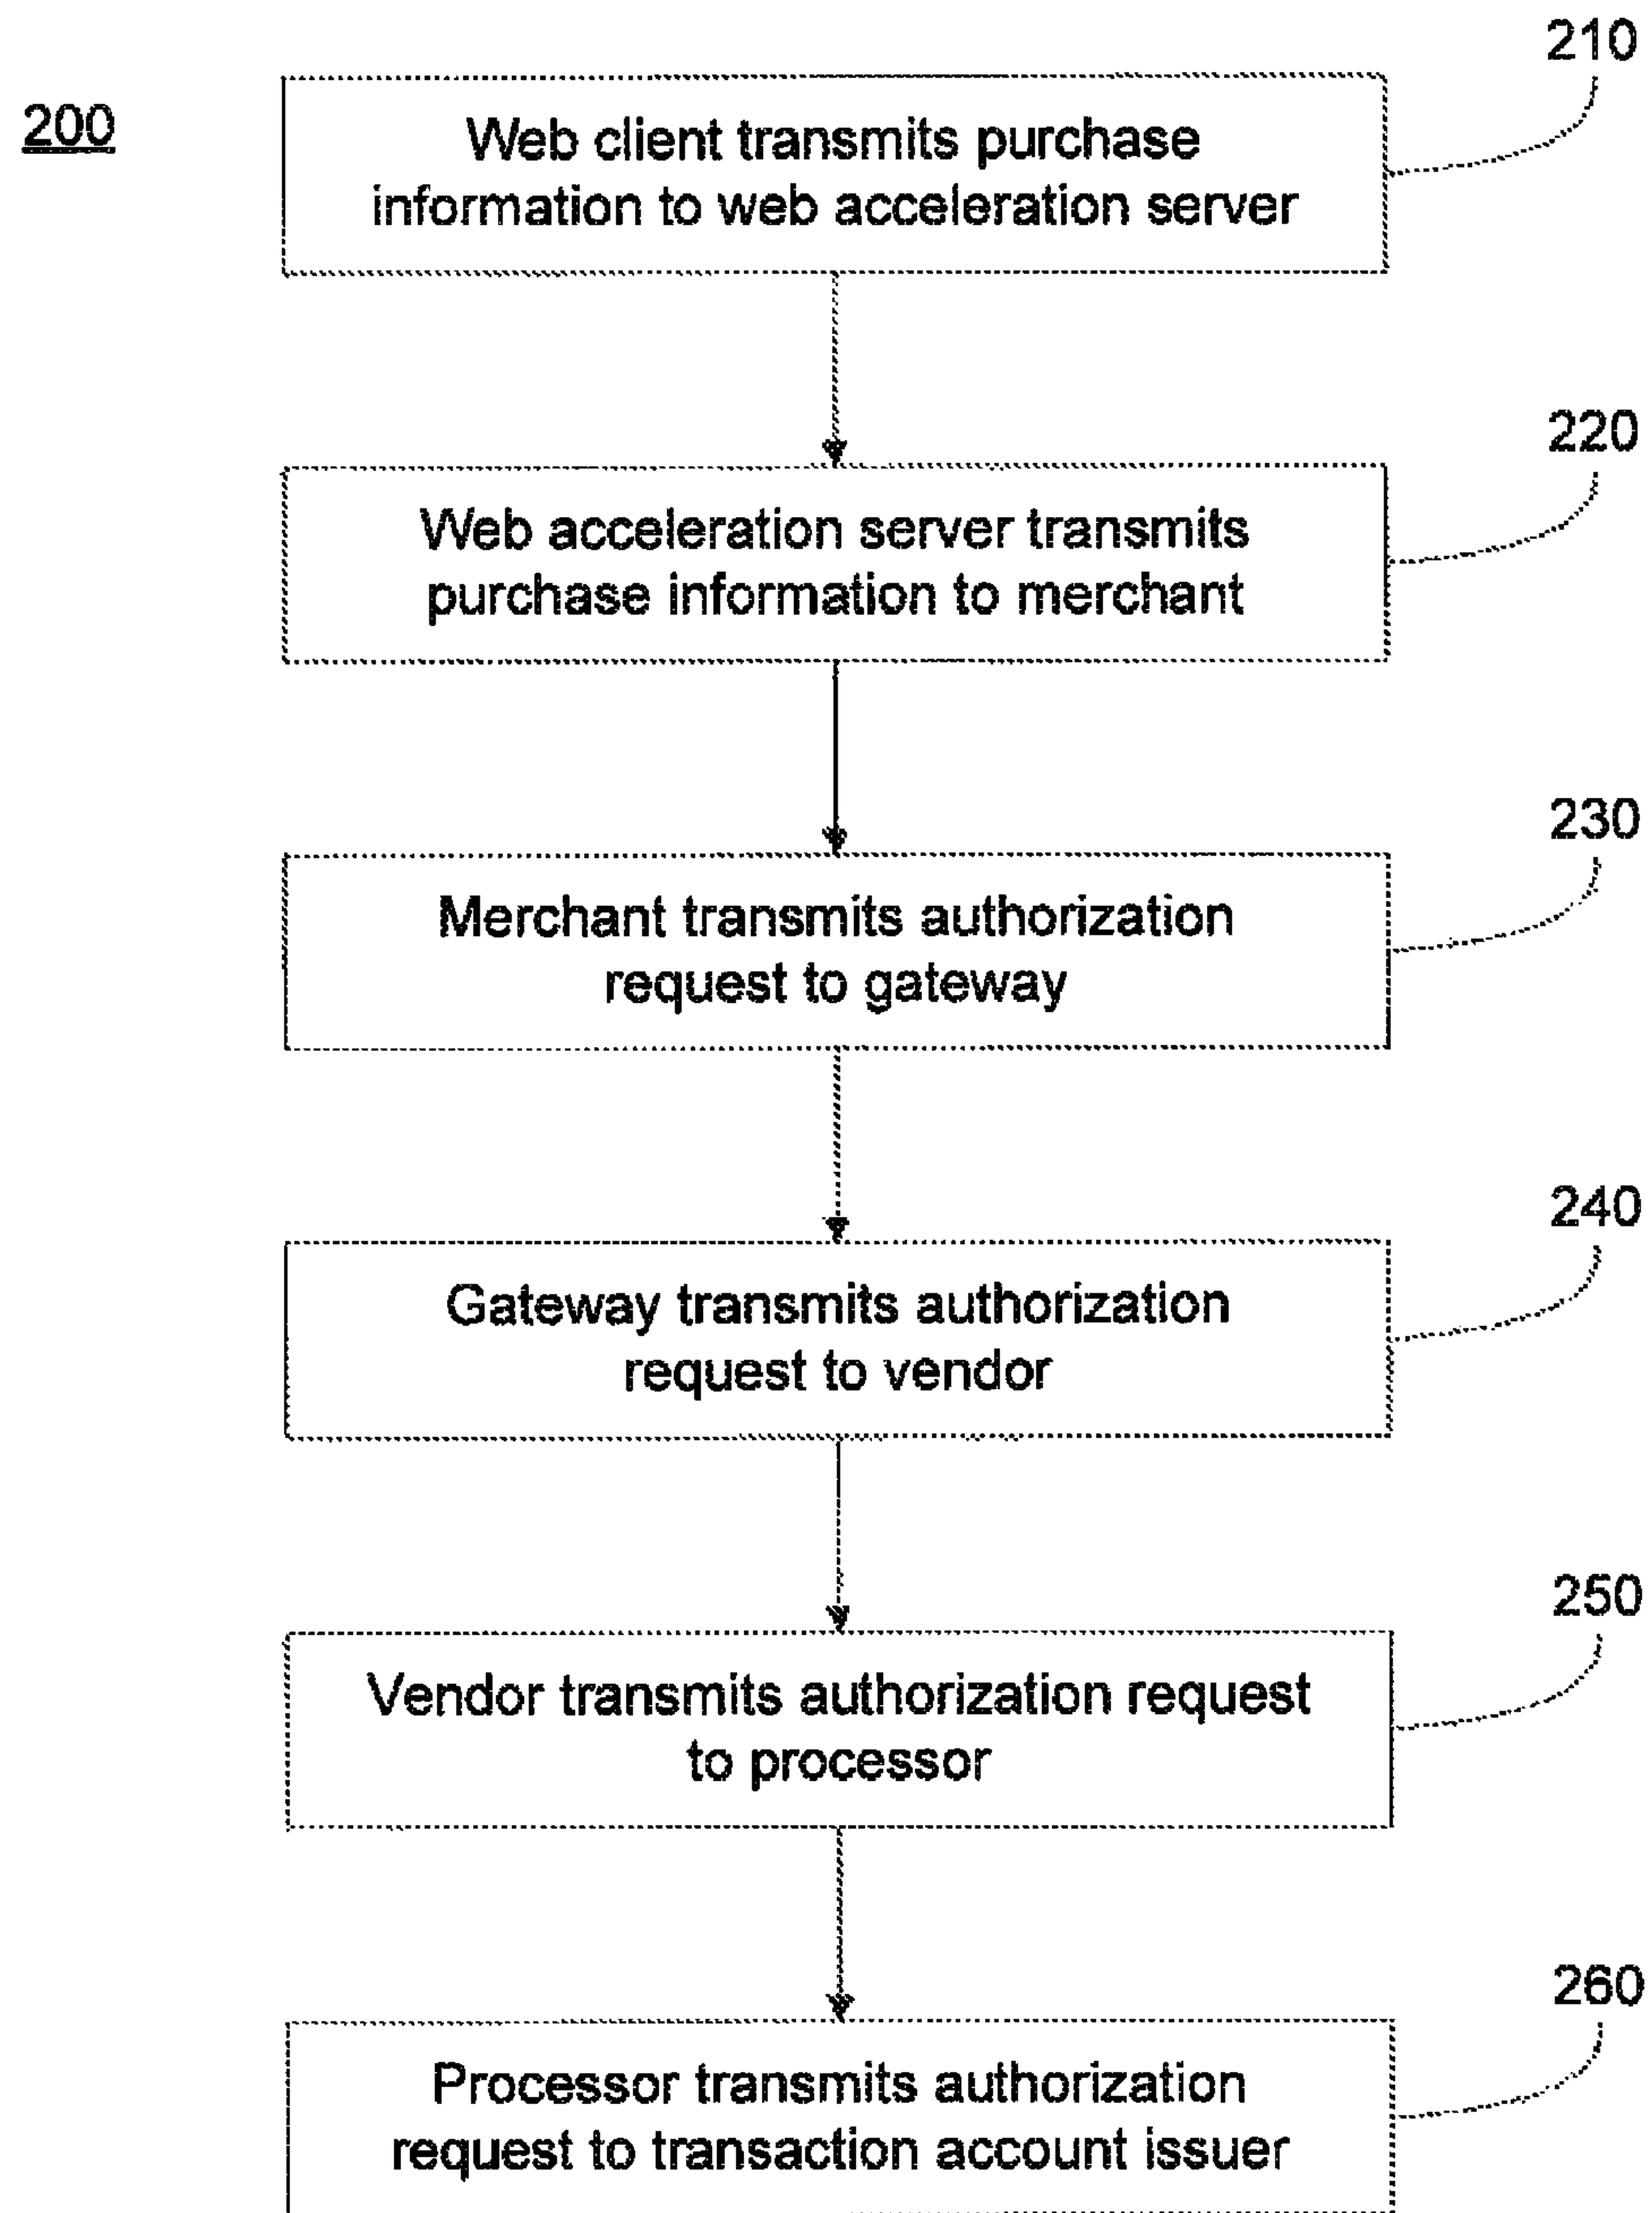 210
200
Web client transmits purchase
information to web acceleration server
220
Web acceleration server transmits
purchase information to merchant
230
Merchant transmits authorization
request to gateway
240
Gateway transmits authorization
request to vendor
250
Vendor transmits authorization request
to processor
260
Processor transmits authorization
request to transaction account issuer